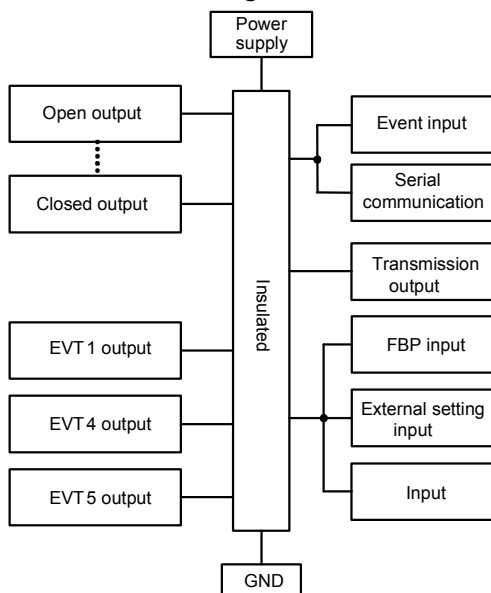 Power
supply
Open output
Closed output
EVT 1 output
EVT 4 output
EVT 5 output
Insulated
Event input
Serial
communication
Transmission
output
FBP input
External setting
input
Input
GND